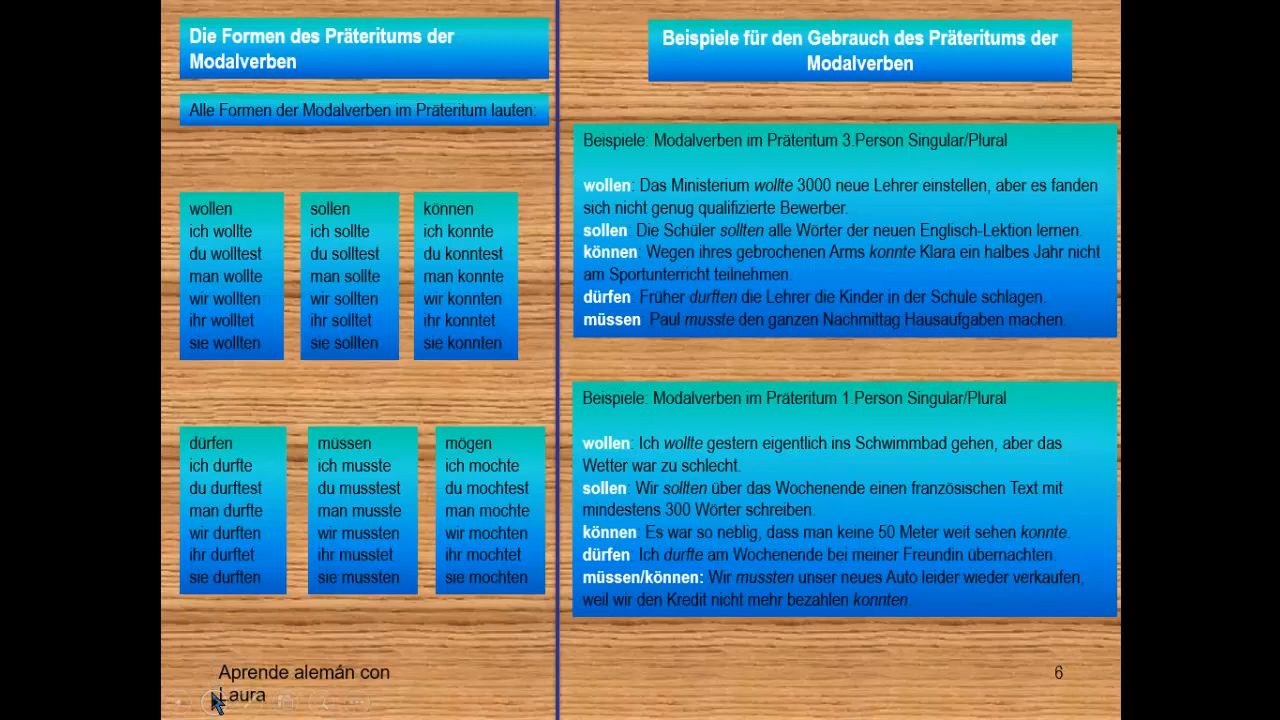 Die Formen des Präteritums der
Modalverben
Alle Formen der Modalverben im Präteritum lauten:
wollen
ich wollte
du wolltest
man wollte
wir wollten
ihr wolltet
sie wollten
sollen
ich sollte
du solltest
man sollte
wir sollten
ihr solltet
sie sollten
können
ich konnte
du konntest
man konnte
wir konnten
ihr konntet
sie konnten
dürfen
ich durfte
du durftest
man durfte
wir durften
ihr durftet
sie durften
müssen
ich musste
du musstest
man musste
wir mussten
ihr musstet
sie mussten
mögen
ich mochte
du mochtest
man mochte
wir mochten
ihr mochtet
sie mochten
Aprende alemán con
Laura
Beispiele für den Gebrauch des Präteritums der
Modalverben
Beispiele: Modalverben im Präteritum 3.Person Singular/Plural
wollen: Das Ministerium wollte 3000 neue Lehrer einstellen, aber es fanden
sich nicht genug qualifizierte Bewerber.
sollen: Die Schüler sollten alle Wörter der neuen Englisch-Lektion lernen.
können: Wegen ihres gebrochenen Arms konnte Klara ein halbes Jahr nicht
am Sportunterricht teilnehmen.
dürfen: Früher durften die Lehrer die Kinder in der Schule schlagen.
müssen: Paul musste den ganzen Nachmittag Hausaufgaben machen.
Beispiele: Modalverben im Präteritum 1.Person Singular/Plural
wollen: Ich wollte gestern eigentlich ins Schwimmbad gehen, aber das
Wetter war zu schlecht.
sollen: Wir sollten über das Wochenende einen französischen Text mit
mindestens 300 Wörter schreiben.
können: Es war so neblig, dass man keine 50 Meter weit sehen konnte.
dürfen: Ich durfte am Wochenende bei meiner Freundin übernachten.
müssen/können: Wir mussten unser neues Auto leider wieder verkaufen,
weil wir den Kredit nicht mehr bezahlen konnten.
6